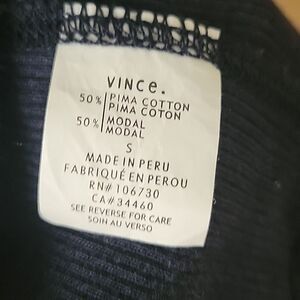 VINCE.
50% PIMA COTTON
PIMA COTON
50% MODAL
MODAL
S
MADE IN PERU
FABRIQUÉ EN PEROU
RN# 106730
CA# 34460
SEE REVERSE FOR CARE
SOIN AU VERSO